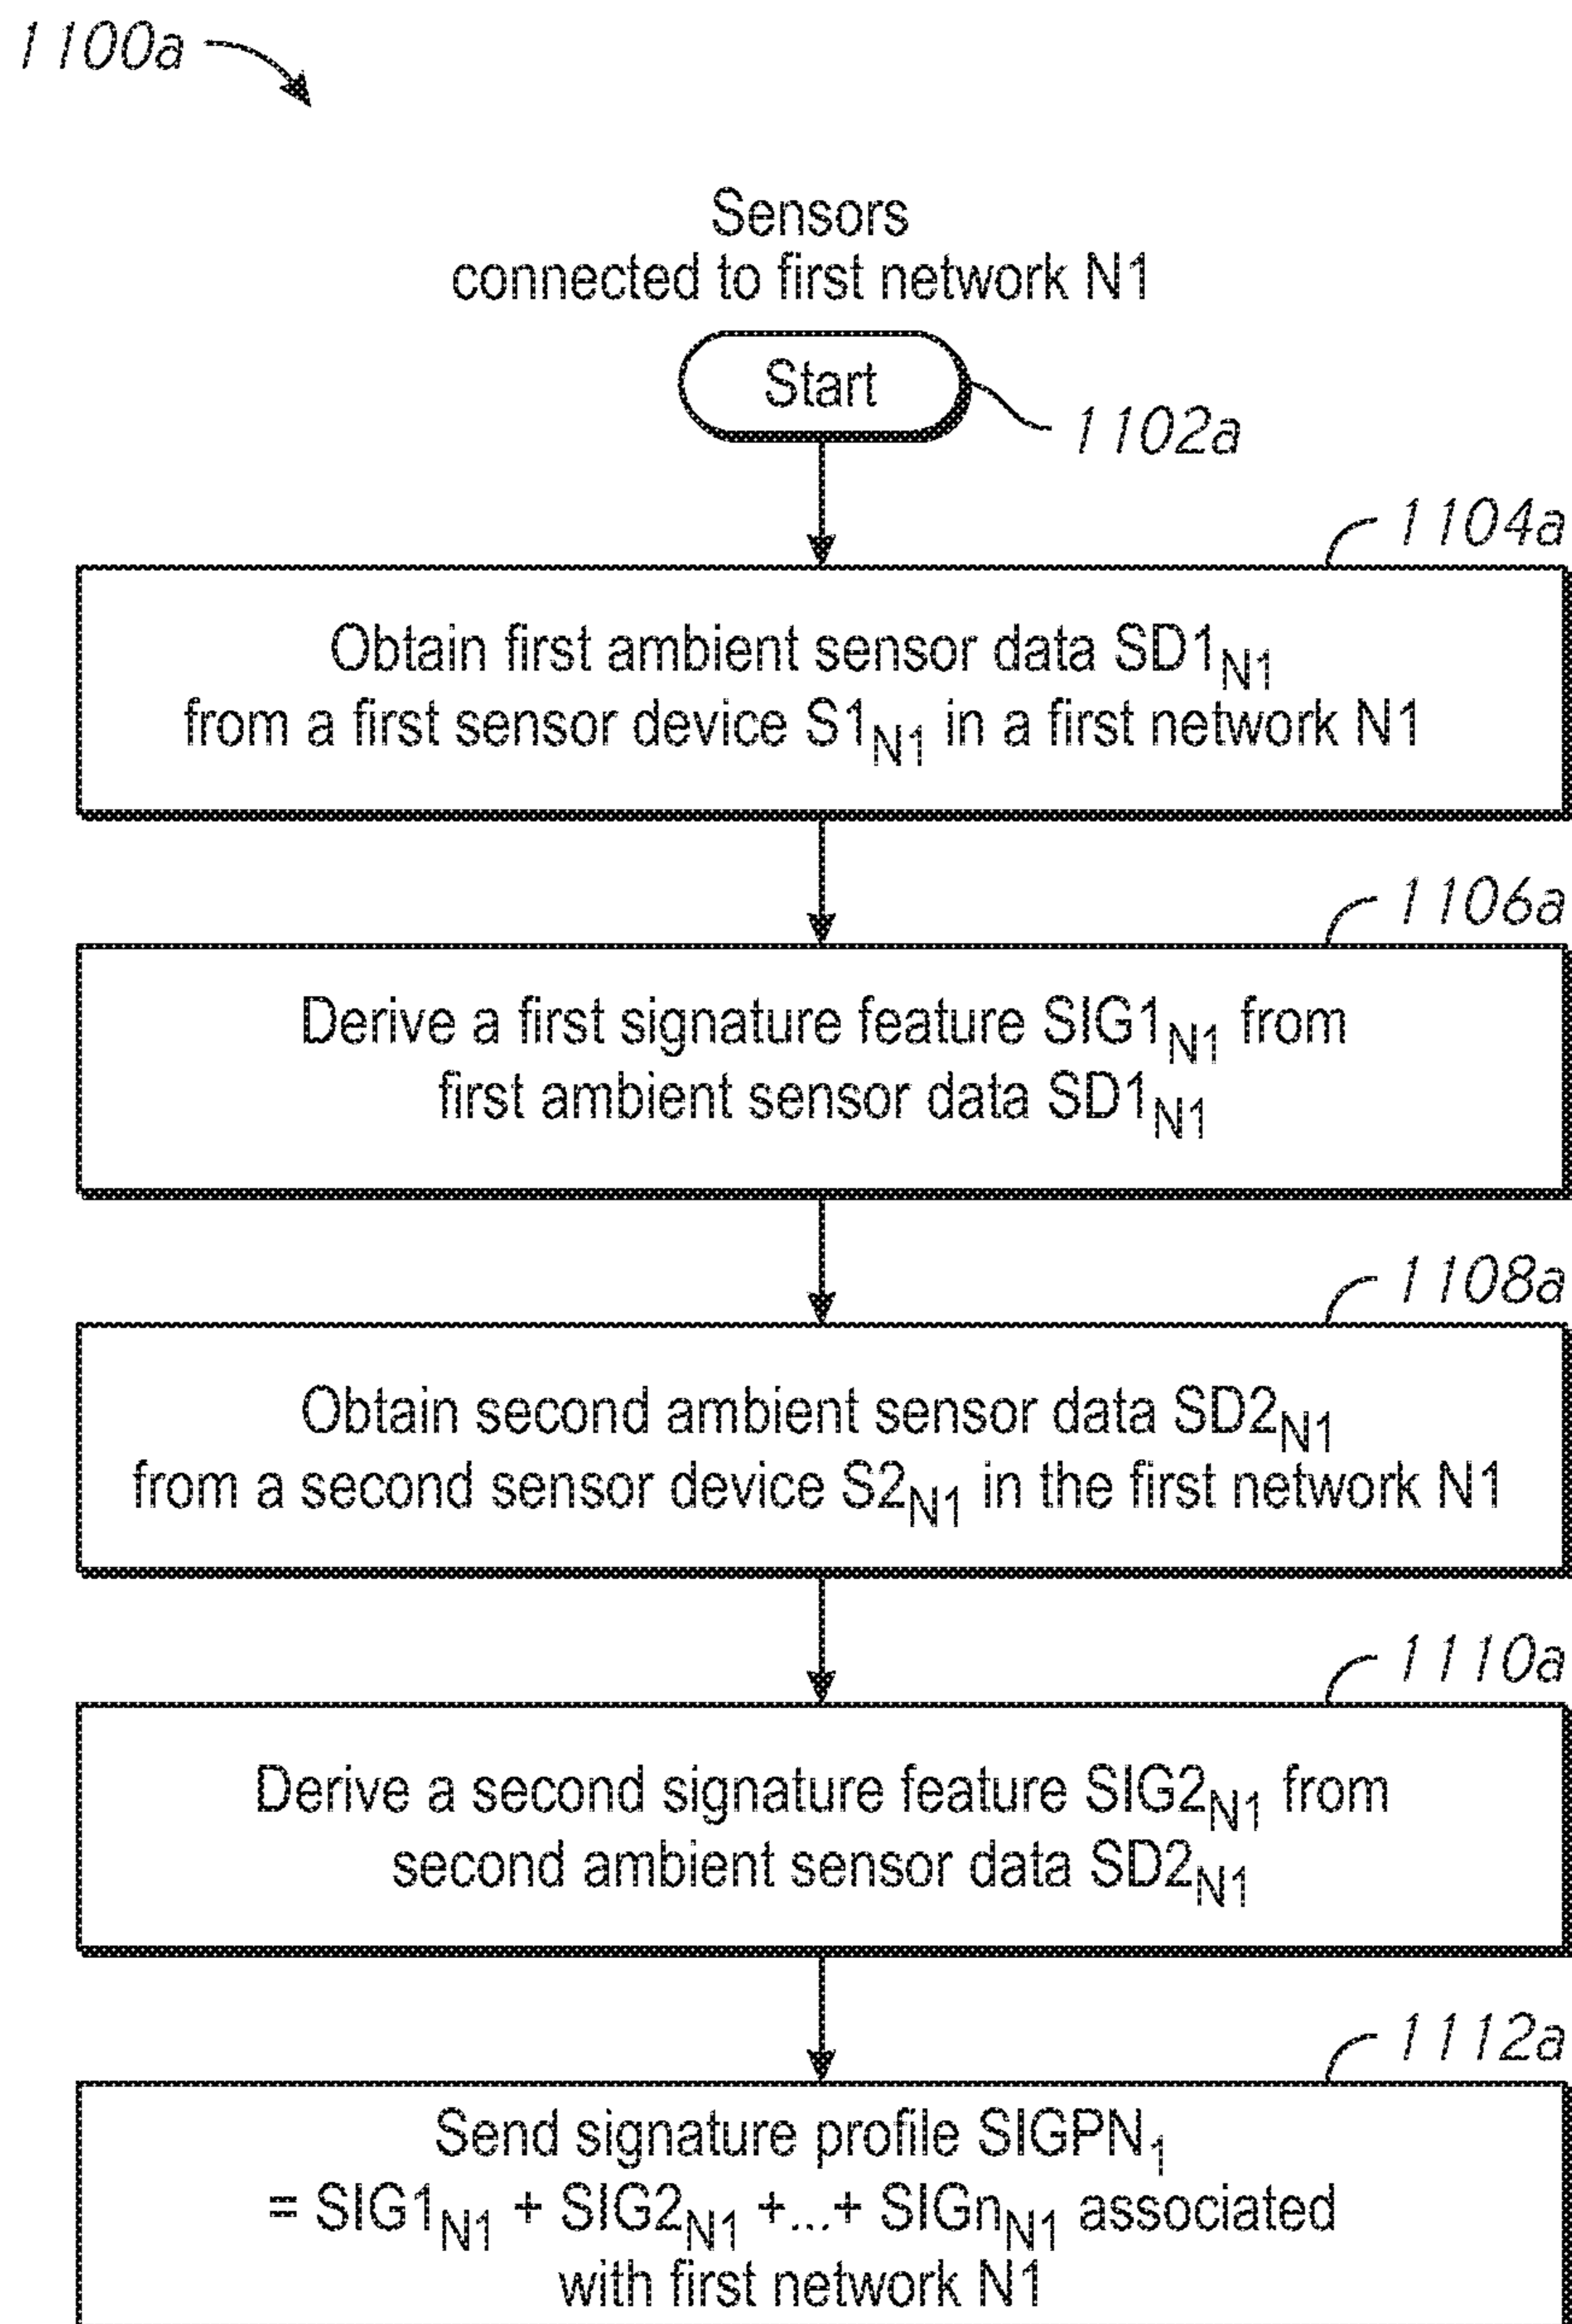 1100a
Sensors
connected to first network N1
Start
1102a
1104a
Obtain first ambient sensor data SD1N1
from a first sensor device S1N1 in a first network N1
1106a
Derive a first signature feature SIG1N1 from
first ambient sensor data SD1N1
1108a
Obtain second ambient sensor data SD2N1
from a second sensor device S2N1 in the first network N1
1110a
Derive a second signature feature SIG2N1 from
second ambient sensor data SD2N1
1112a
Send signature profile SIGPN1
= SIG1N1 + SIG2N1 +...+ SIGnN1 associated
with first network N1